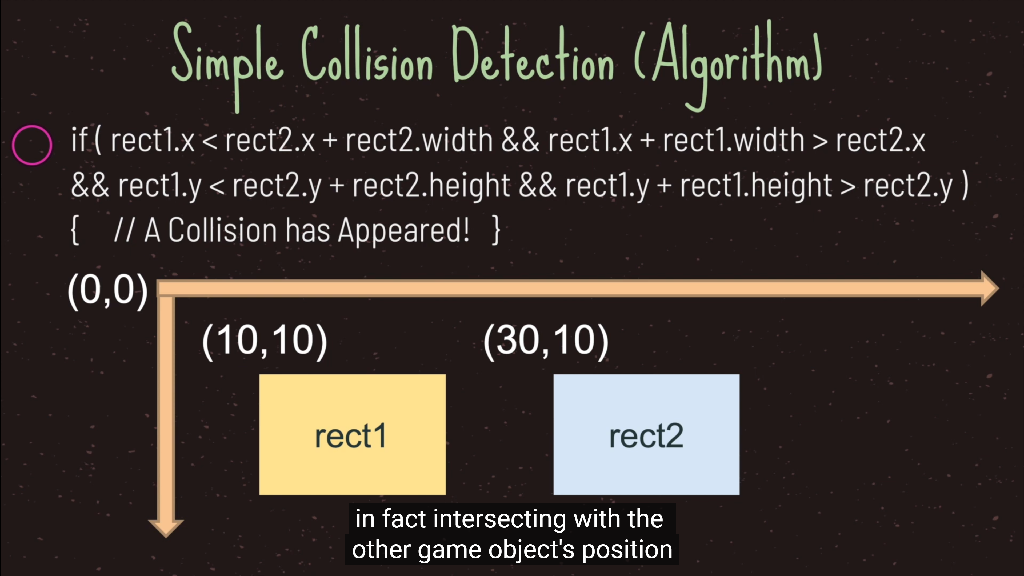 Simple Collision Detection (Algorithm)
if ( rect1.x < rect2.x + rect2.width && rect1.x + rect1.width > rect2.x
&& rect1.y < rect2.y + rect2.height && rect1.y + rect1.height > rect2.y )
{ // A Collision has Appeared! }
(0,0)
(10,10) (30,10)
rect1 rect2
in fact intersecting with the
other game object's position